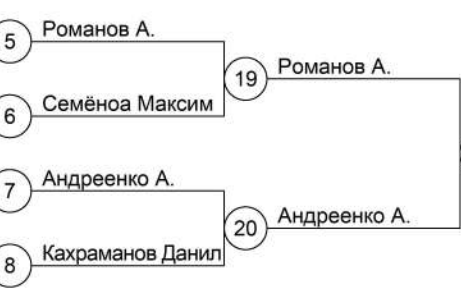 5 Романов А.
6 Семёноа Максим
19 Романов А.
7 Андреенко А.
8 Кахраманов Данил
20 Андреенко А.